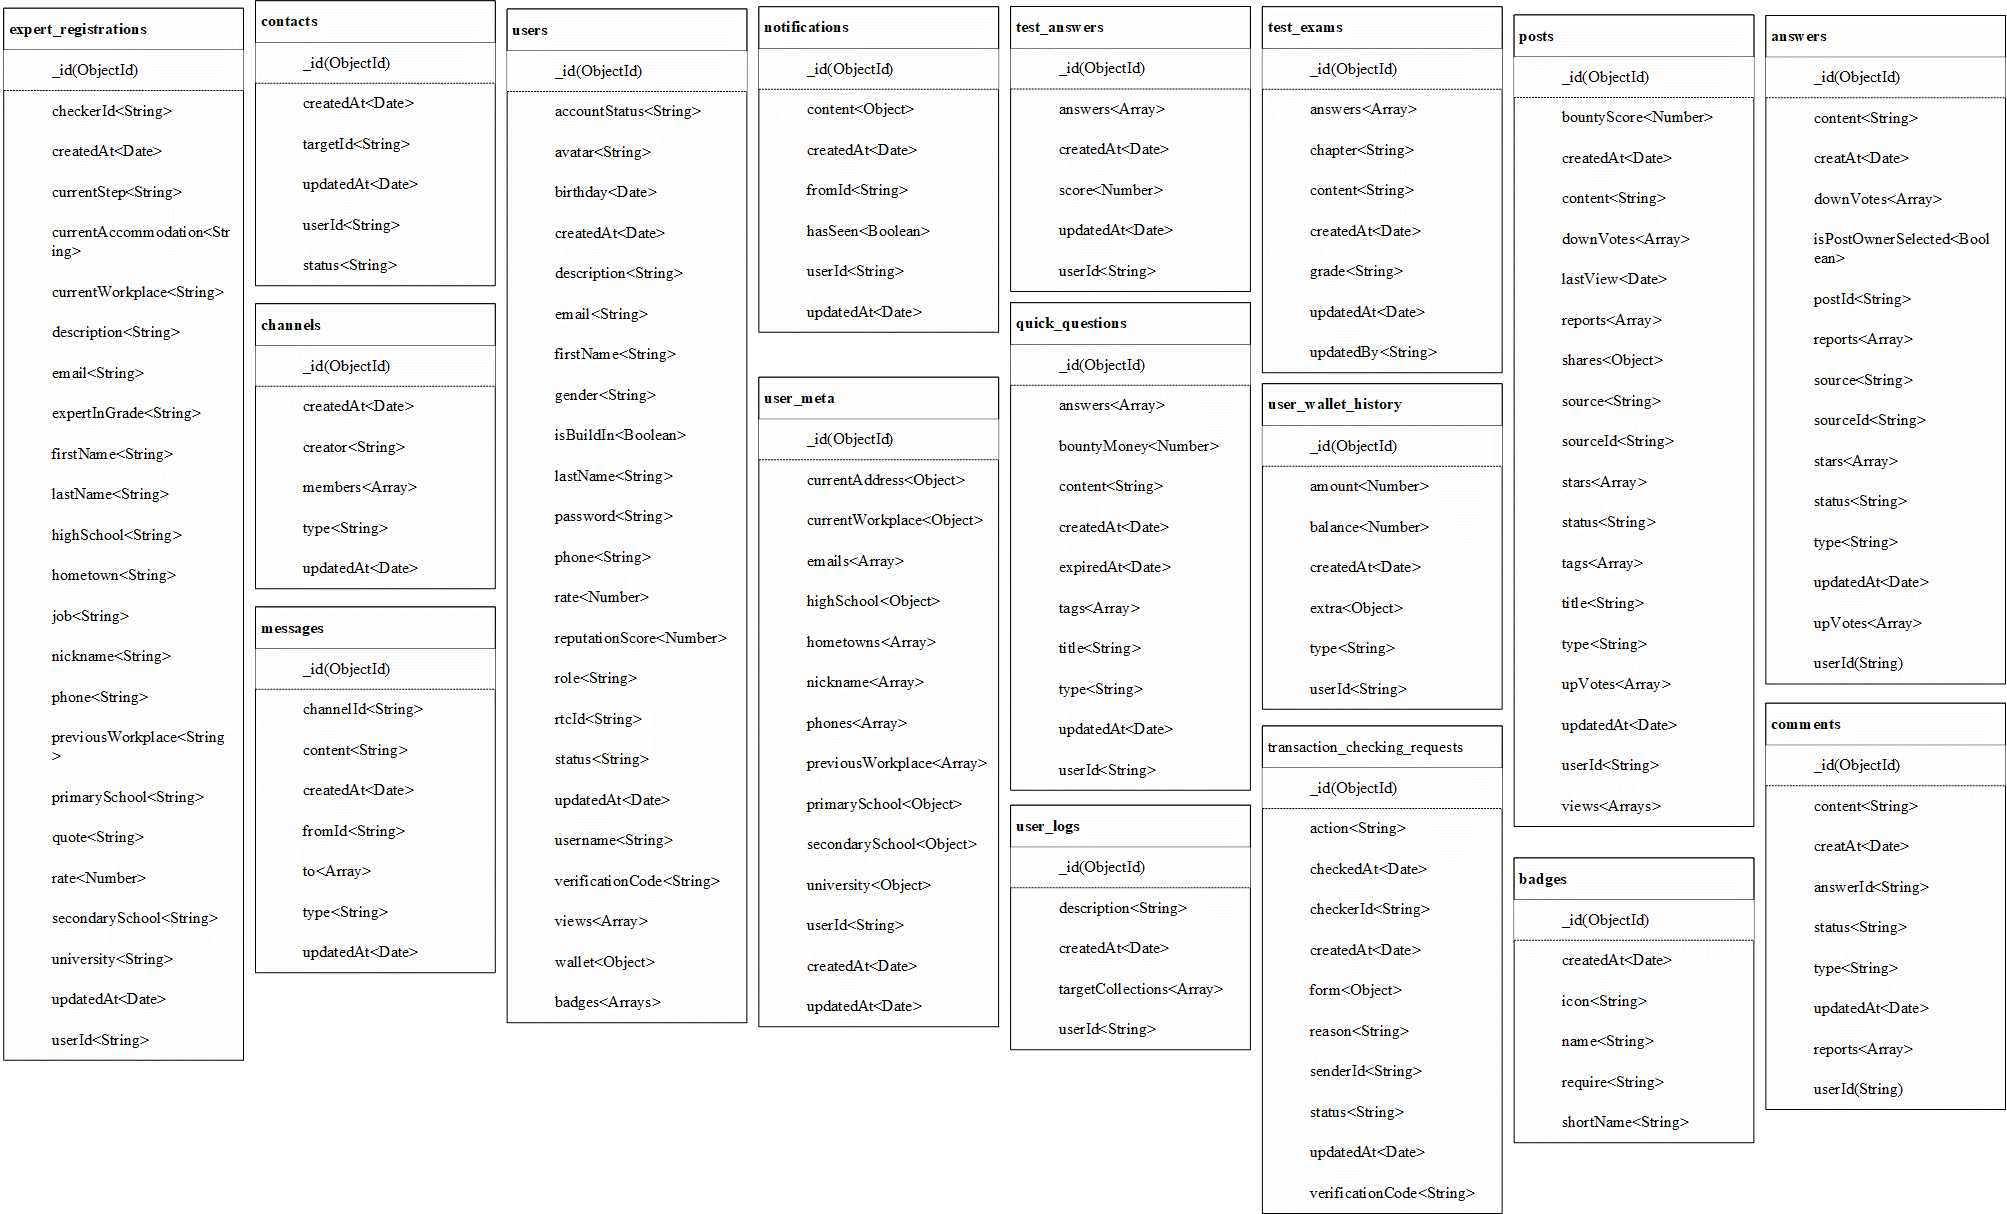 expert_registrations
_id(ObjectId)
checkerId<String>
createdAt<Date>
currentStep<String>
currentAccommodation<Str
ing>
currentWorkplace<String>
description<String>
email<String>
expertInGrade<String>
firstName<String>
lastName<String>
highSchool<String>
hometown<String>
job<String>
nickname<String>
phone<String>
previousWorkplace<String
>
primarySchool<String>
quote<String>
rate<Number>
secondarySchool<String>
university<String>
updatedAt<Date>
userId<String>
contacts
_id(ObjectId)
createdAt<Date>
targetId<String>
updatedAt<Date>
userId<String>
status<String>
channels
_id(ObjectId)
createdAt<Date>
creator<String>
members<Array>
type<String>
updatedAt<Date>
messages
_id(ObjectId)
channelId<String>
content<String>
createdAt<Date>
fromId<String>
to<Array>
type<String>
updatedAt<Date>
users
_id(ObjectId)
accountStatus<String>
avatar<String>
birthday<Date>
createdAt<Date>
description<String>
email<String>
firstName<String>
gender<String>
isBuildIn<Boolean>
lastName<String>
password<String>
phone<String>
rate<Number>
reputationScore<Number>
role<String>
rtcId<String>
status<String>
updatedAt<Date>
username<String>
verificationCode<String>
views<Array>
wallet<Object>
badges<Arrays>
notifications
_id(ObjectId)
content<Object>
createdAt<Date>
fromId<String>
hasSeen<Boolean>
userId<String>
updatedAt<Date>
user_meta
_id(ObjectId)
currentAddress<Object>
currentWorkplace<Object>
emails<Array>
highSchool<Object>
hometowns<Array>
nickname<Array>
phones<Array>
previousWorkplace<Array>
primarySchool<Object>
secondarySchool<Object>
university<Object>
userId<String>
createdAt<Date>
updatedAt<Date>
test_answers
_id(ObjectId)
answers<Array>
createdAt<Date>
score<Number>
updatedAt<Date>
userId<String>
quick_questions
_id(ObjectId)
answers<Array>
bountyMoney<Number>
content<String>
createdAt<Date>
expiredAt<Date>
tags<Array>
title<String>
type<String>
updatedAt<Date>
userId<String>
user_logs
_id(ObjectId)
description<String>
createdAt<Date>
targetCollections<Array>
userId<String>
test_exams
_id(ObjectId)
answers<Array>
chapter<String>
content<String>
createdAt<Date>
grade<String>
updatedAt<Date>
updatedBy<String>
user_wallet_history
_id(ObjectId)
amount<Number>
balance<Number>
createdAt<Date>
extra<Object>
type<String>
userId<String>
transaction_checking_requests
_id(ObjectId)
action<String>
checkedAt<Date>
checkerId<String>
createdAt<Date>
form<Object>
reason<String>
senderId<String>
status<String>
updatedAt<Date>
verificationCode<String>
posts
_id(ObjectId)
bountyScore<Number>
createdAt<Date>
content<String>
downVotes<Array>
lastView<Date>
reports<Array>
shares<Object>
source<String>
sourceId<String>
stars<Array>
status<String>
tags<Array>
title<String>
type<String>
upVotes<Array>
updatedAt<Date>
userId<String>
views<Arrays>
badges
_id(ObjectId)
createdAt<Date>
icon<String>
name<String>
require<String>
shortName<String>
answers
_id(ObjectId)
content<String>
creatAt<Date>
downVotes<Array>
isPostOwnerSelected<Bool
ean>
postId<String>
reports<Array>
source<String>
sourceId<String>
stars<Array>
status<String>
type<String>
updatedAt<Date>
upVotes<Array>
userId(String)
comments
_id(ObjectId)
content<String>
creatAt<Date>
answerId<String>
status<String>
type<String>
updatedAt<Date>
reports<Array>
userId(String)